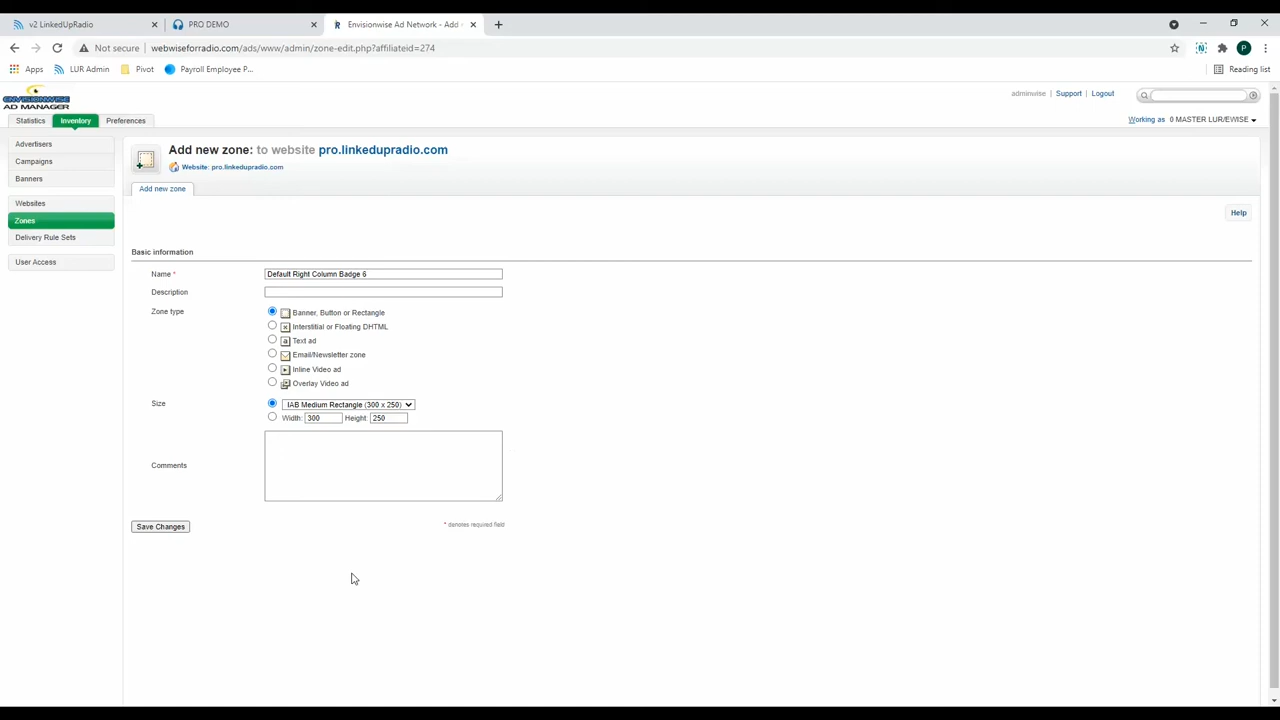 v2 LinkedUpRadio
PRO DEMO
Envisionwise Ad Network - Add
Not secure
webwiseforradio.com/ads/www/admin/zone-edit.php?affiliateid=274
P
Apps
LUR Admin
Pivot
Payroll Employee P...
Reading list
ENVISIONWISE
AD MANAGER
adminwise | Support | Logout
Statistics
Inventory
Preferences
Working as 0 MASTER LUR/EWISE
Advertisers
Campaigns
Banners
Websites
Zones
Delivery Rule Sets
User Access
Add new zone: to website pro.linkedupradio.com
Website: pro.linkedupradio.com
Add new zone
Help
Basic information
Name * Default Right Column Badge 6
Description
Zone type
Banner, Button or Rectangle
Interstitial or Floating DHTML
Text ad
Email/Newsletter zone
Inline Video ad
Overlay Video ad
Size
IAB Medium Rectangle (300 x 250)
Width: 300 Height: 250
Comments
* denotes required field
Save Changes